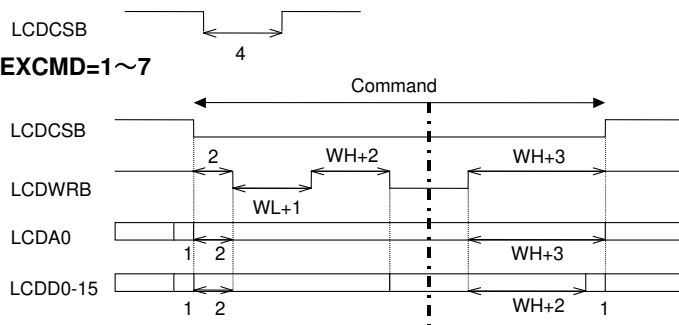 LCDCSB
4
EXCMD=1～7
Command
LCDCSB
2 WH+2 WH+3
LCDWRB
WL+1
LCDA0
1 2 WH+3
LCDD0-15
1 2 WH+2 1